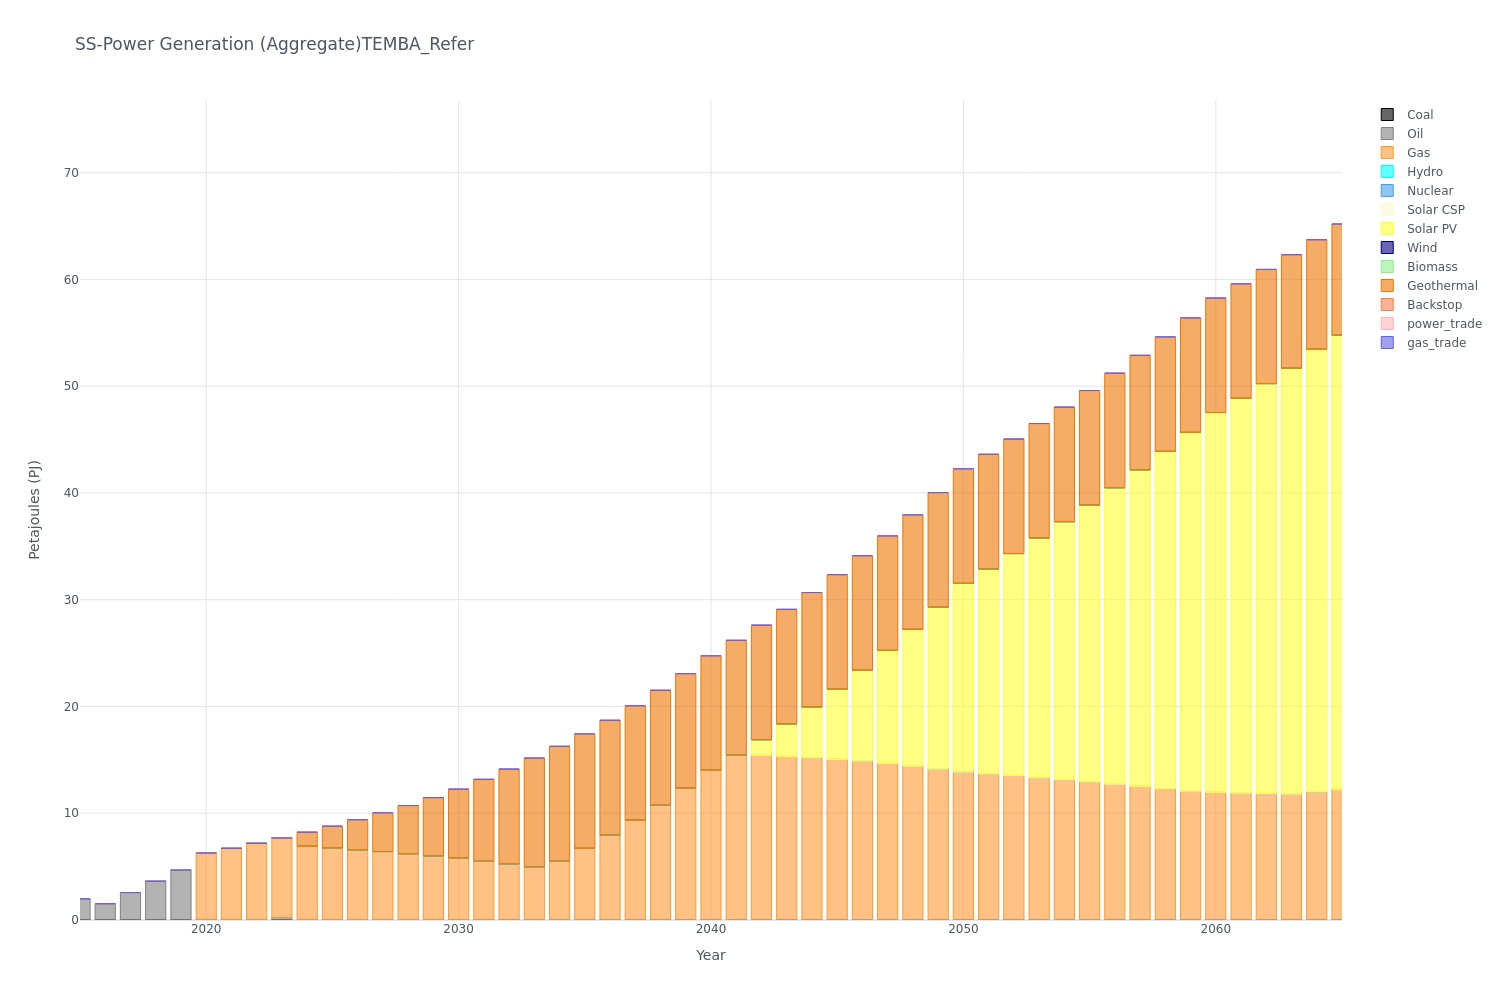 SS-Power Generation (Aggregate)TEMBA_Refer
Petajoules (PJ)
70
60
50
40
30
20
10
0
2020
2030
2040
2050
2060
Year
Coal
Oil
Gas
Hydro
Nuclear
Solar CSP
Solar PV
Wind
Biomass
Geothermal
Backstop
power_trade
gas_trade